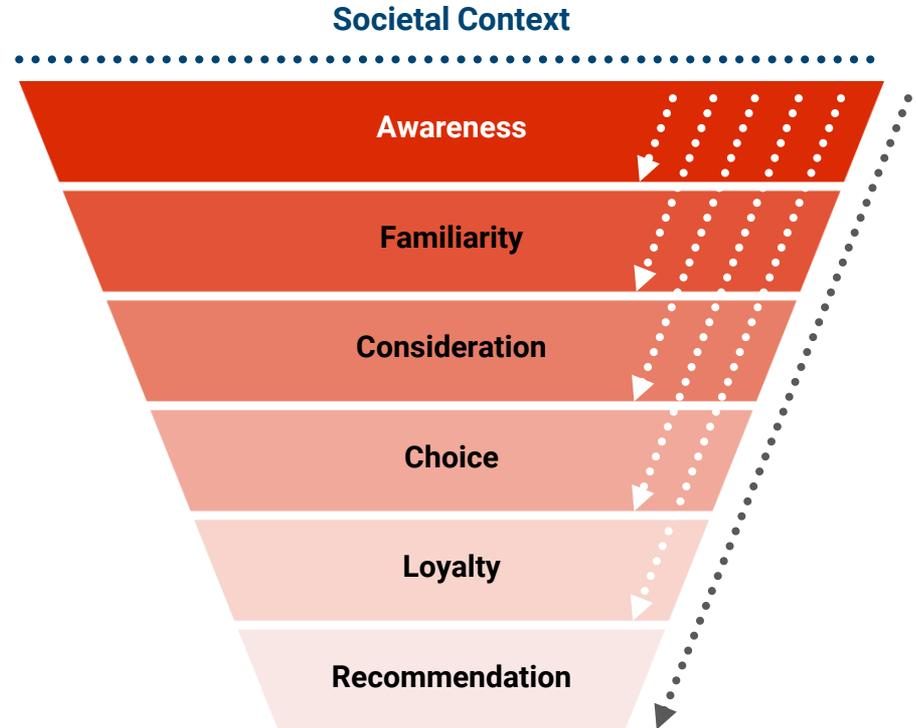 Societal Context
Awareness
Familiarity
Consideration
Choice
Loyalty
Recommendation